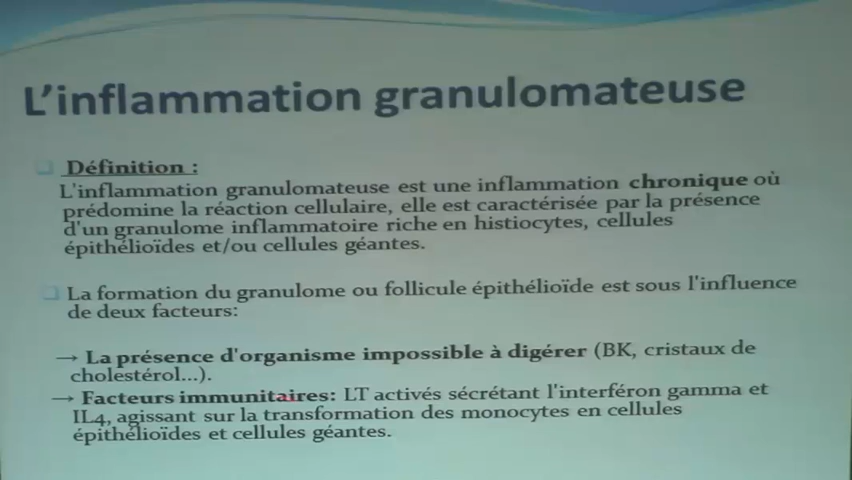 L'inflammation granulomateuse
Définition :
L'inflammation granulomateuse est une inflammation chronique où
prédomine la réaction cellulaire, elle est caractérisée par la présence
d'un granulome inflammatoire riche en histiocytes, cellules
épithélioïdes et/ou cellules géantes.
La formation du granulome ou follicule épithélioïde est sous l'influence
de deux facteurs:
→ La présence d'organisme impossible à digérer (BK, cristaux de
cholestérol...).
→ Facteurs immunitaires: LT activés sécrétant l'interféron gamma et
IL4, agissant sur la transformation des monocytes en cellules
épithélioïdes et cellules géantes.